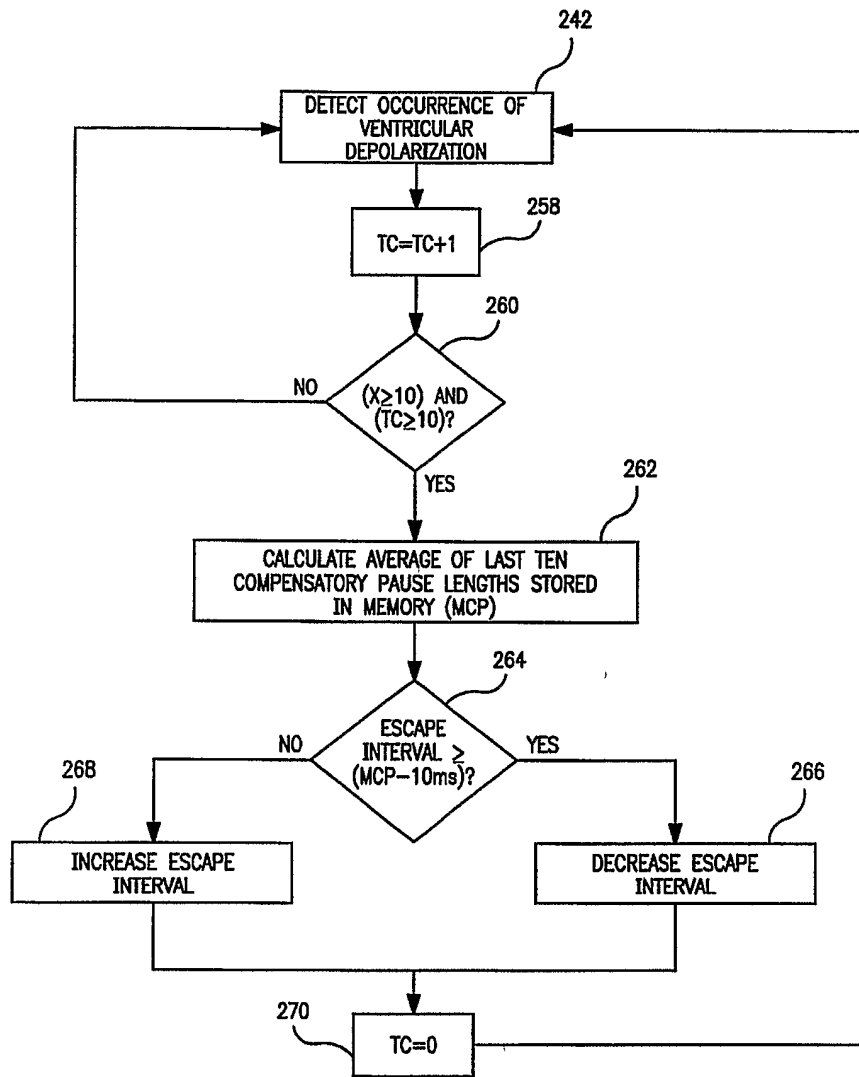 242
DETECT OCCURRENCE OF
VENTRICULAR
DEPOLARIZATION
258
TC=TC+1
260
NO
(X≥10) AND
(TC≥10)?
YES
262
CALCULATE AVERAGE OF LAST TEN
COMPENSATORY PAUSE LENGTHS STORED
IN MEMORY (MCP)
264
ESCAPE
INTERVAL ≥
(MCP-10ms)?
NO
YES
268
266
INCREASE ESCAPE
INTERVAL
DECREASE ESCAPE
INTERVAL
270
TC=0